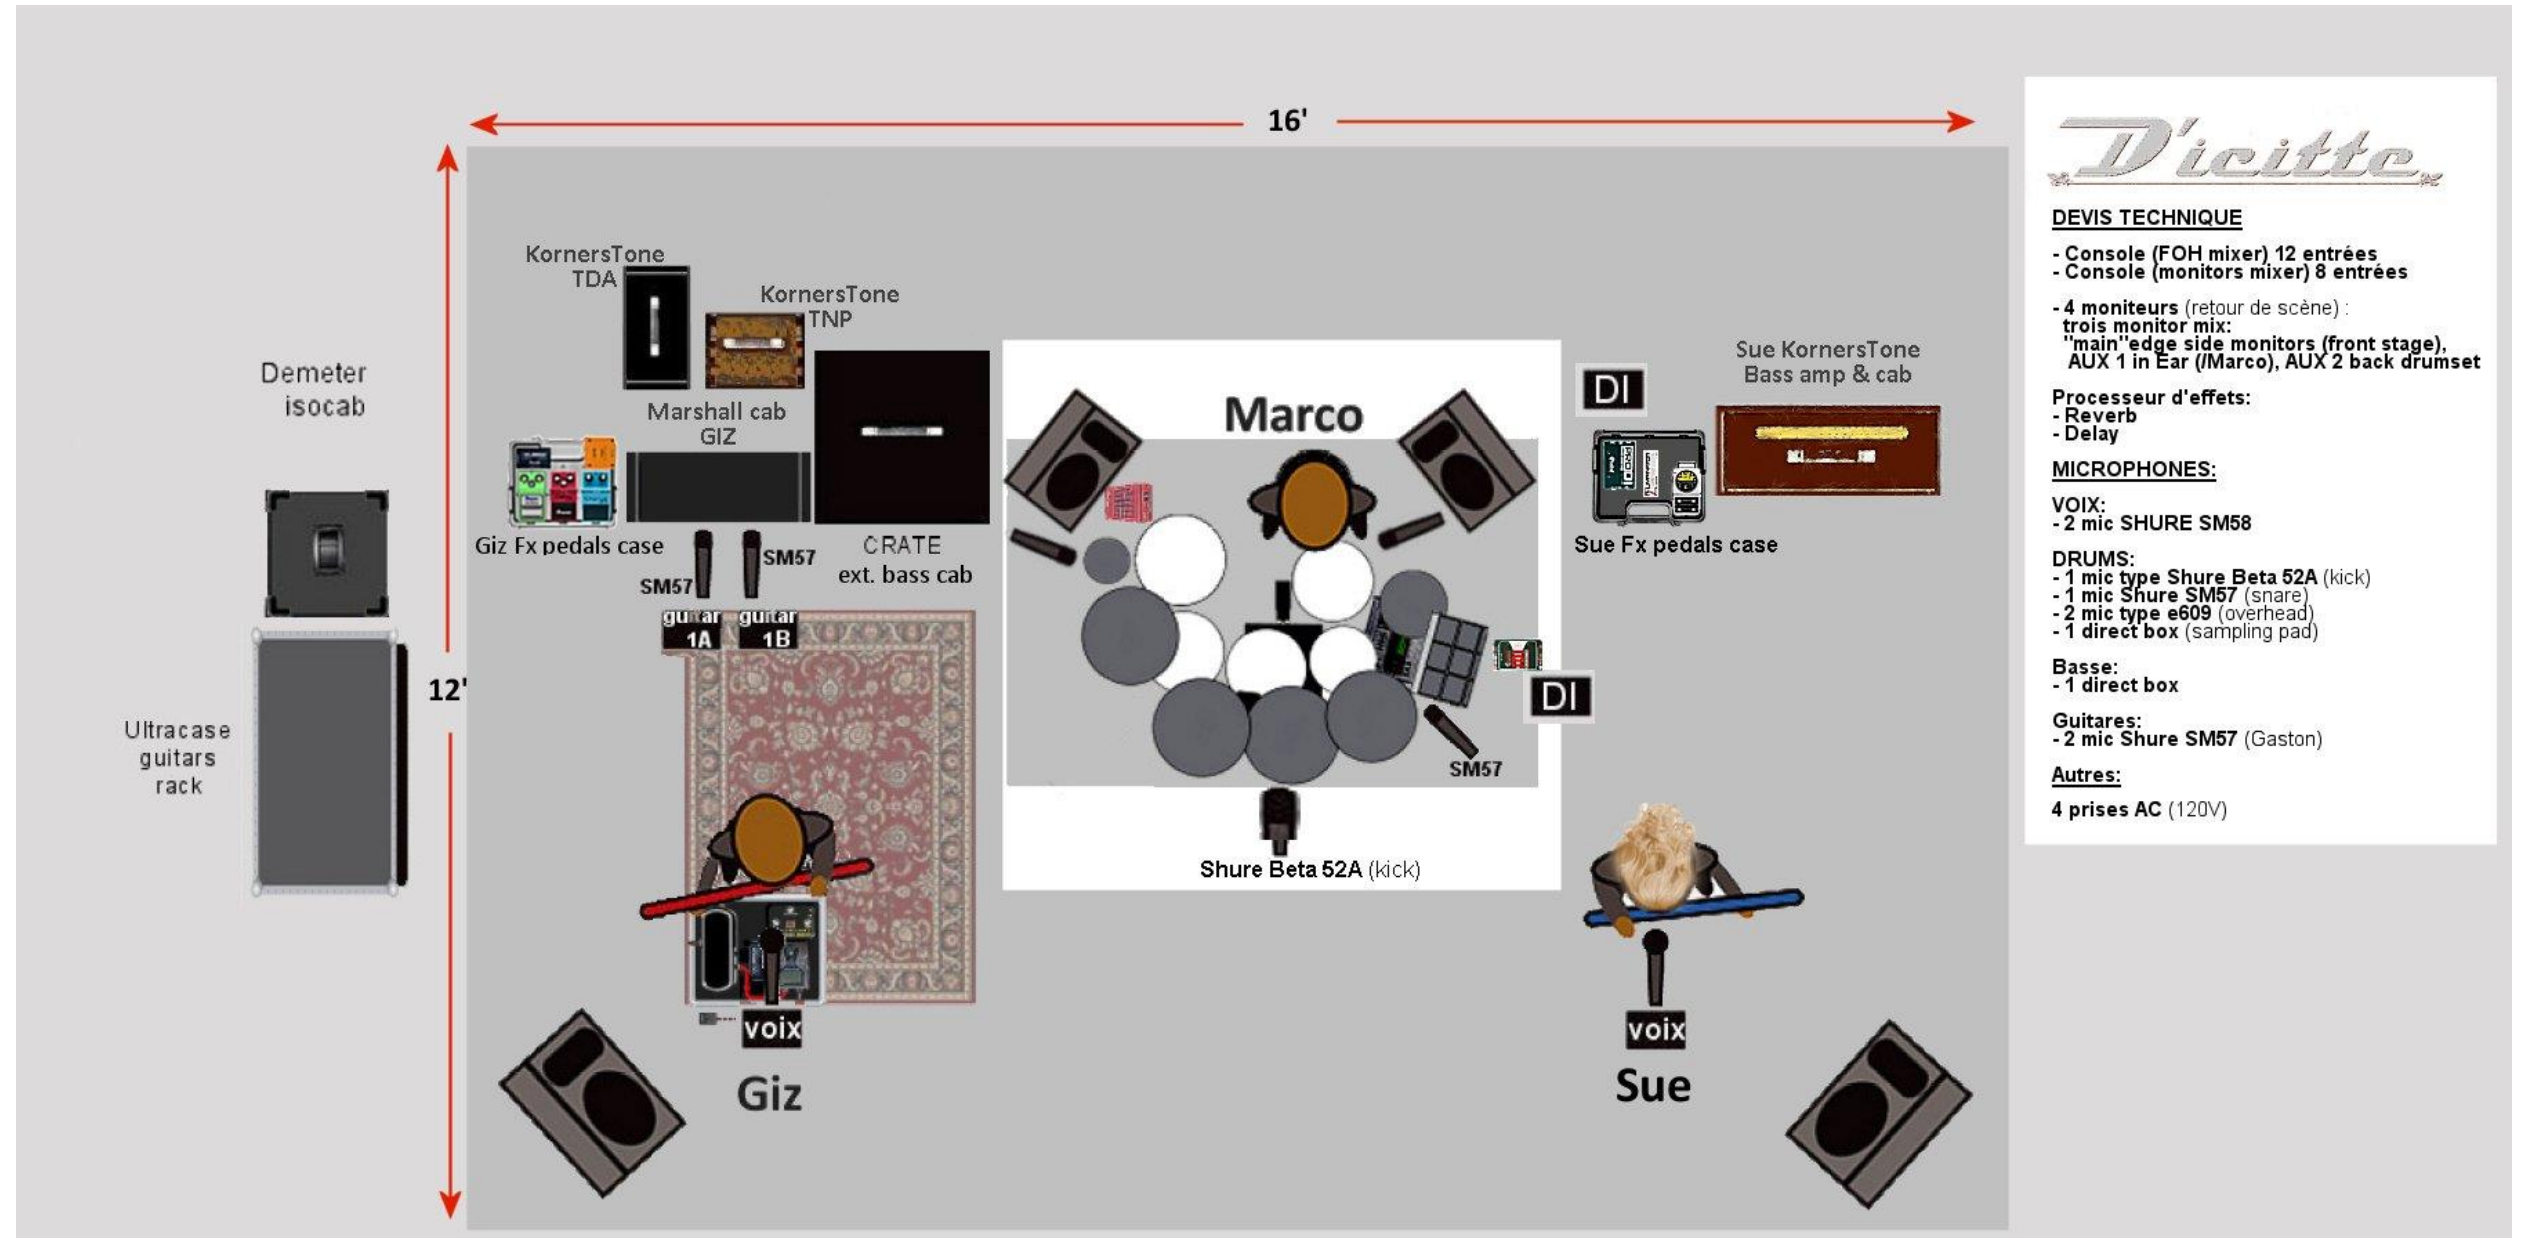 16'
12'
KornersTone
TDA
KornersTone
TNP
Marshall cab
GIZ
Demeter
isocab
Giz Fx pedals case
SM57
SM57
CRATE
ext. bass cab
guitar
1A
guitar
1B
Ultracase
guitars
rack
Marco
DI
Sue KornersTone
Bass amp & cab
Sue Fx pedals case
DI
SM57
Shure Beta 52A (kick)
voix
Giz
voix
Sue
D'icitte
DEVIS TECHNIQUE
- Console (FOH mixer) 12 entrées
- Console (monitors mixer) 8 entrées
- 4 moniteurs (retour de scène) :
trois monitor mix:
"main"edge side monitors (front stage),
AUX 1 in Ear (/Marco), AUX 2 back drumset
Processeur d'effets:
- Reverb
- Delay
MICROPHONES:
VOIX:
- 2 mic SHURE SM58
DRUMS:
- 1 mic type Shure Beta 52A (kick)
- 1 mic Shure SM57 (snare)
- 2 mic type e609 (overhead)
- 1 direct box (sampling pad)
Basse:
- 1 direct box
Guitares:
- 2 mic Shure SM57 (Gaston)
Autres:
4 prises AC (120V)